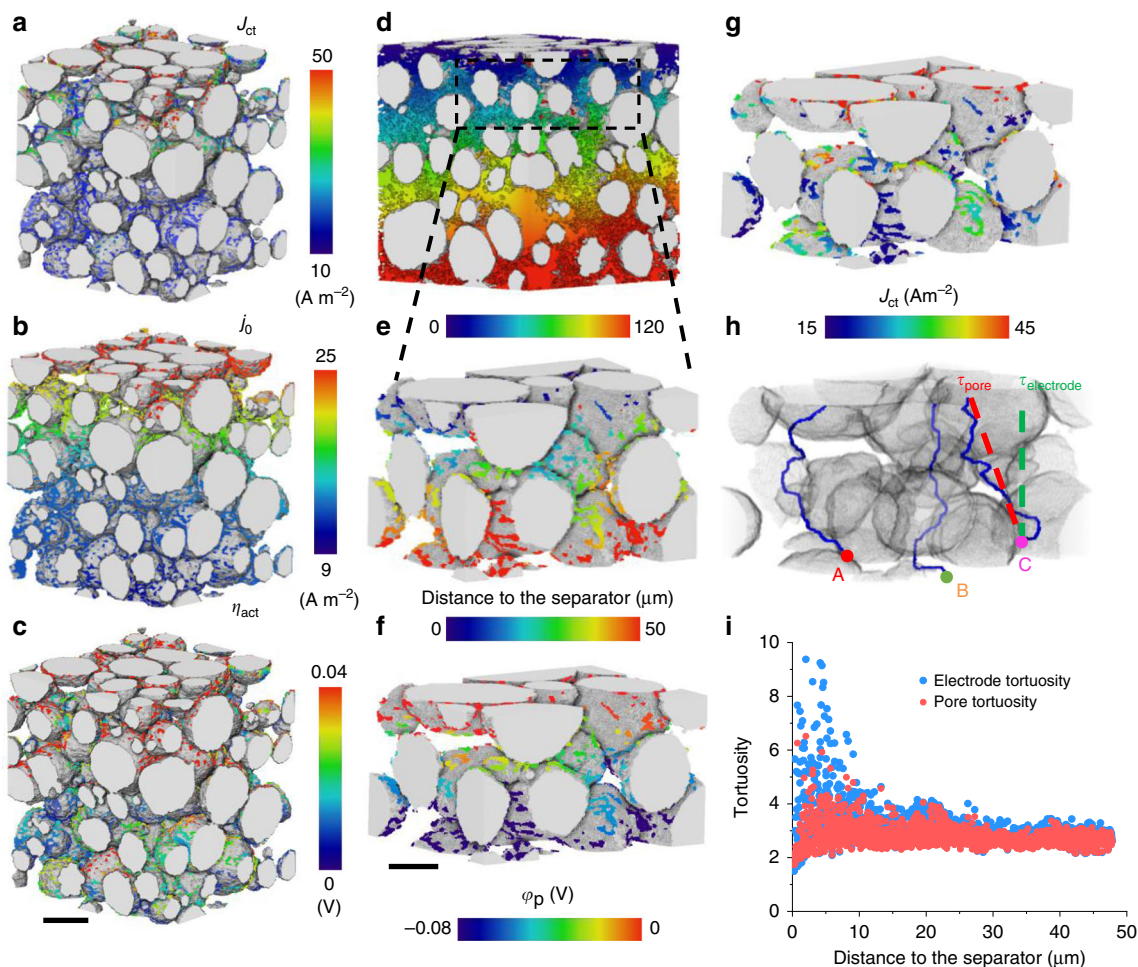 a
J_ct
50
10
(A m⁻²)
b
j₀
25
9
(A m⁻²)
c
η_act
0.04
0
(V)
d
0
120
e
Distance to the separator (μm)
0
50
f
φ_p (V)
−0.08
0
g
J_ct (Am⁻²)
15
45
h
τ_pore
τ_electrode
A
B
C
i
10
8
6
4
2
0
Tortuosity
Electrode tortuosity
Pore tortuosity
0 10 20 30 40 50
Distance to the separator (μm)